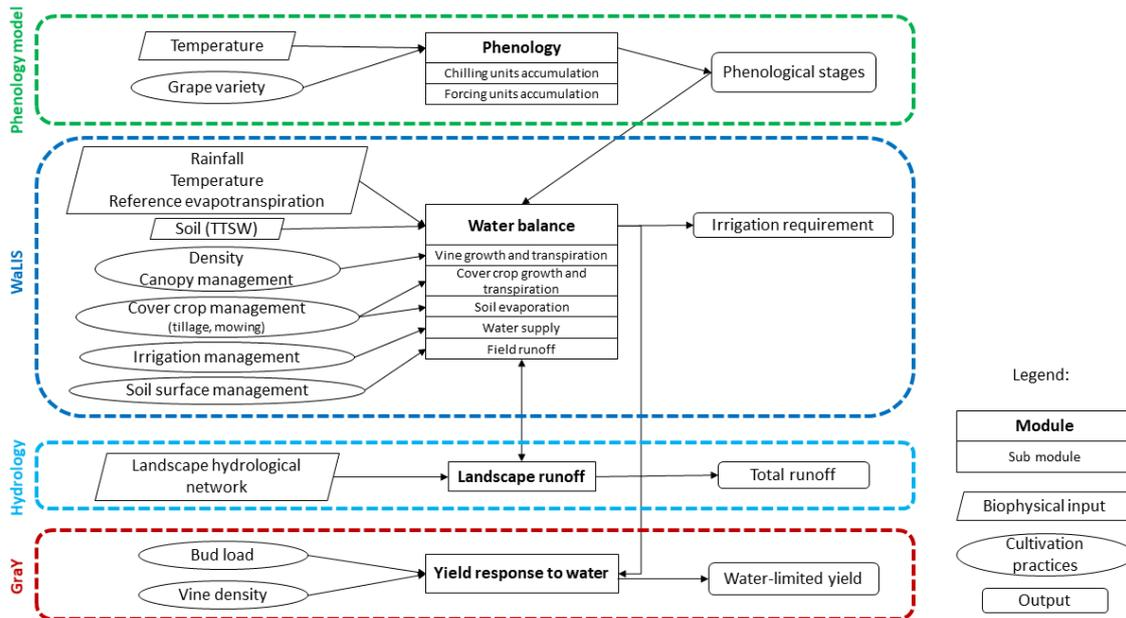 Phenology model
Temperature
Grape variety
Phenology
Chilling units accumulation
Forcing units accumulation
Phenological stages
WaLIS
Rainfall
Temperature
Reference evapotranspiration
Soil (TTSW)
Density
Canopy management
Cover crop management
(tillage, mowing)
Irrigation management
Soil surface management
Water balance
Vine growth and transpiration
Cover crop growth and
transpiration
Soil evaporation
Water supply
Field runoff
Irrigation requirement
Hydrology
Landscape hydrological
network
Landscape runoff
Total runoff
GraY
Bud load
Vine density
Yield response to water
Water-limited yield
Legend:
Module
Sub module
Biophysical input
Cultivation
practices
Output